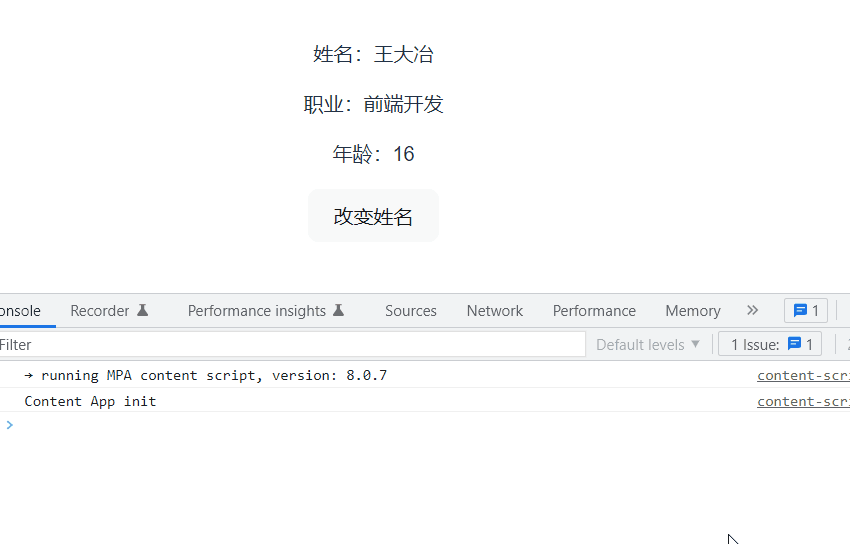 姓名：王大冶
职业：前端开发
年龄：16
改变姓名
onsole Recorder Performance insights Sources Network Performance Memory » 1
Filter Default levels ▼ 1 Issue: 1
→ running MPA content script, version: 8.0.7 content-scri
Content App init content-scri
>